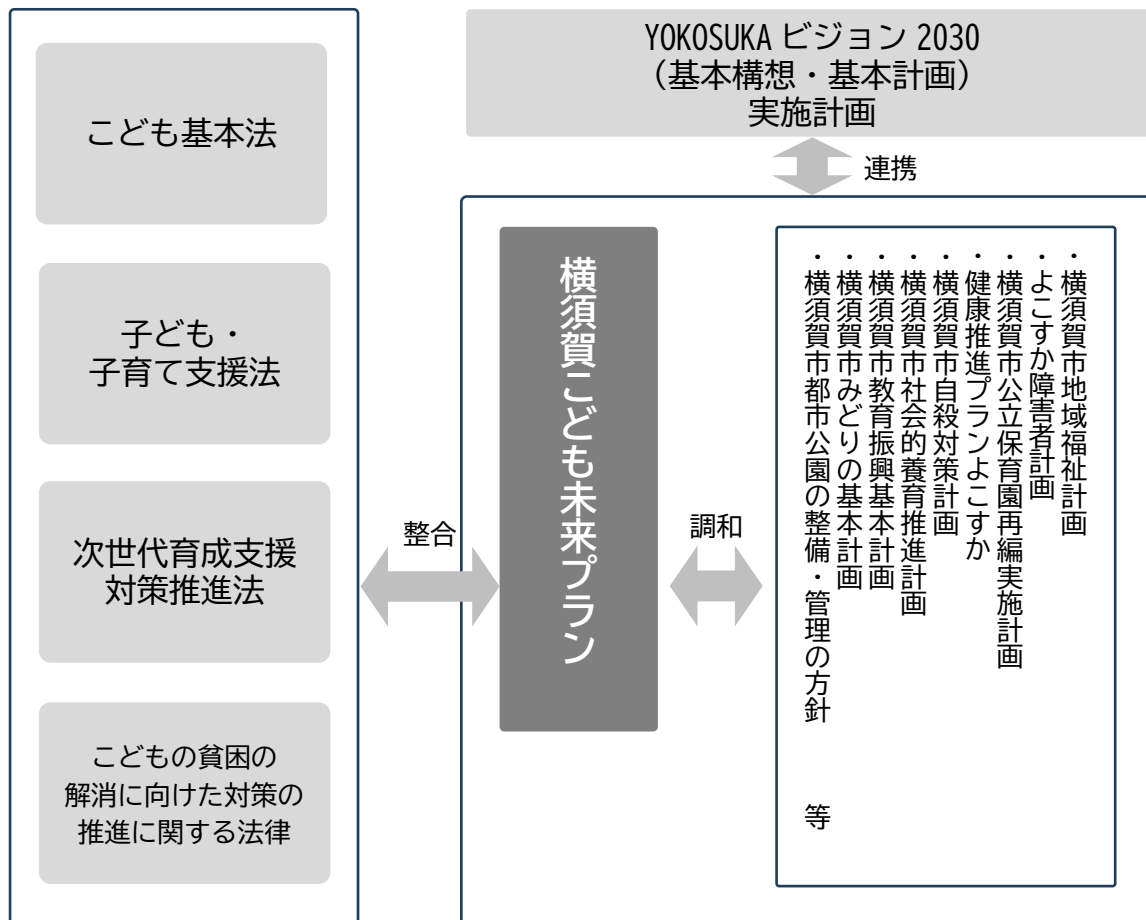 YOKOSUKA ビジョン 2030
（基本構想・基本計画）
実施計画
連携
こども基本法
子ども・
子育て支援法
次世代育成支援
対策推進法
こどもの貧困の
解消に向けた対策の
推進に関する法律
整合
横須賀こども未来プラン
調和
・横須賀市地域福祉計画
・よこすか障害者計画
・横須賀市公立保育園再編実施計画
・健康推進プランよこすか
・横須賀市自殺対策計画
・横須賀市社会的養育推進計画
・横須賀市教育振興基本計画
・横須賀市みどりの基本計画
・横須賀市都市公園の整備・管理の方針　　等